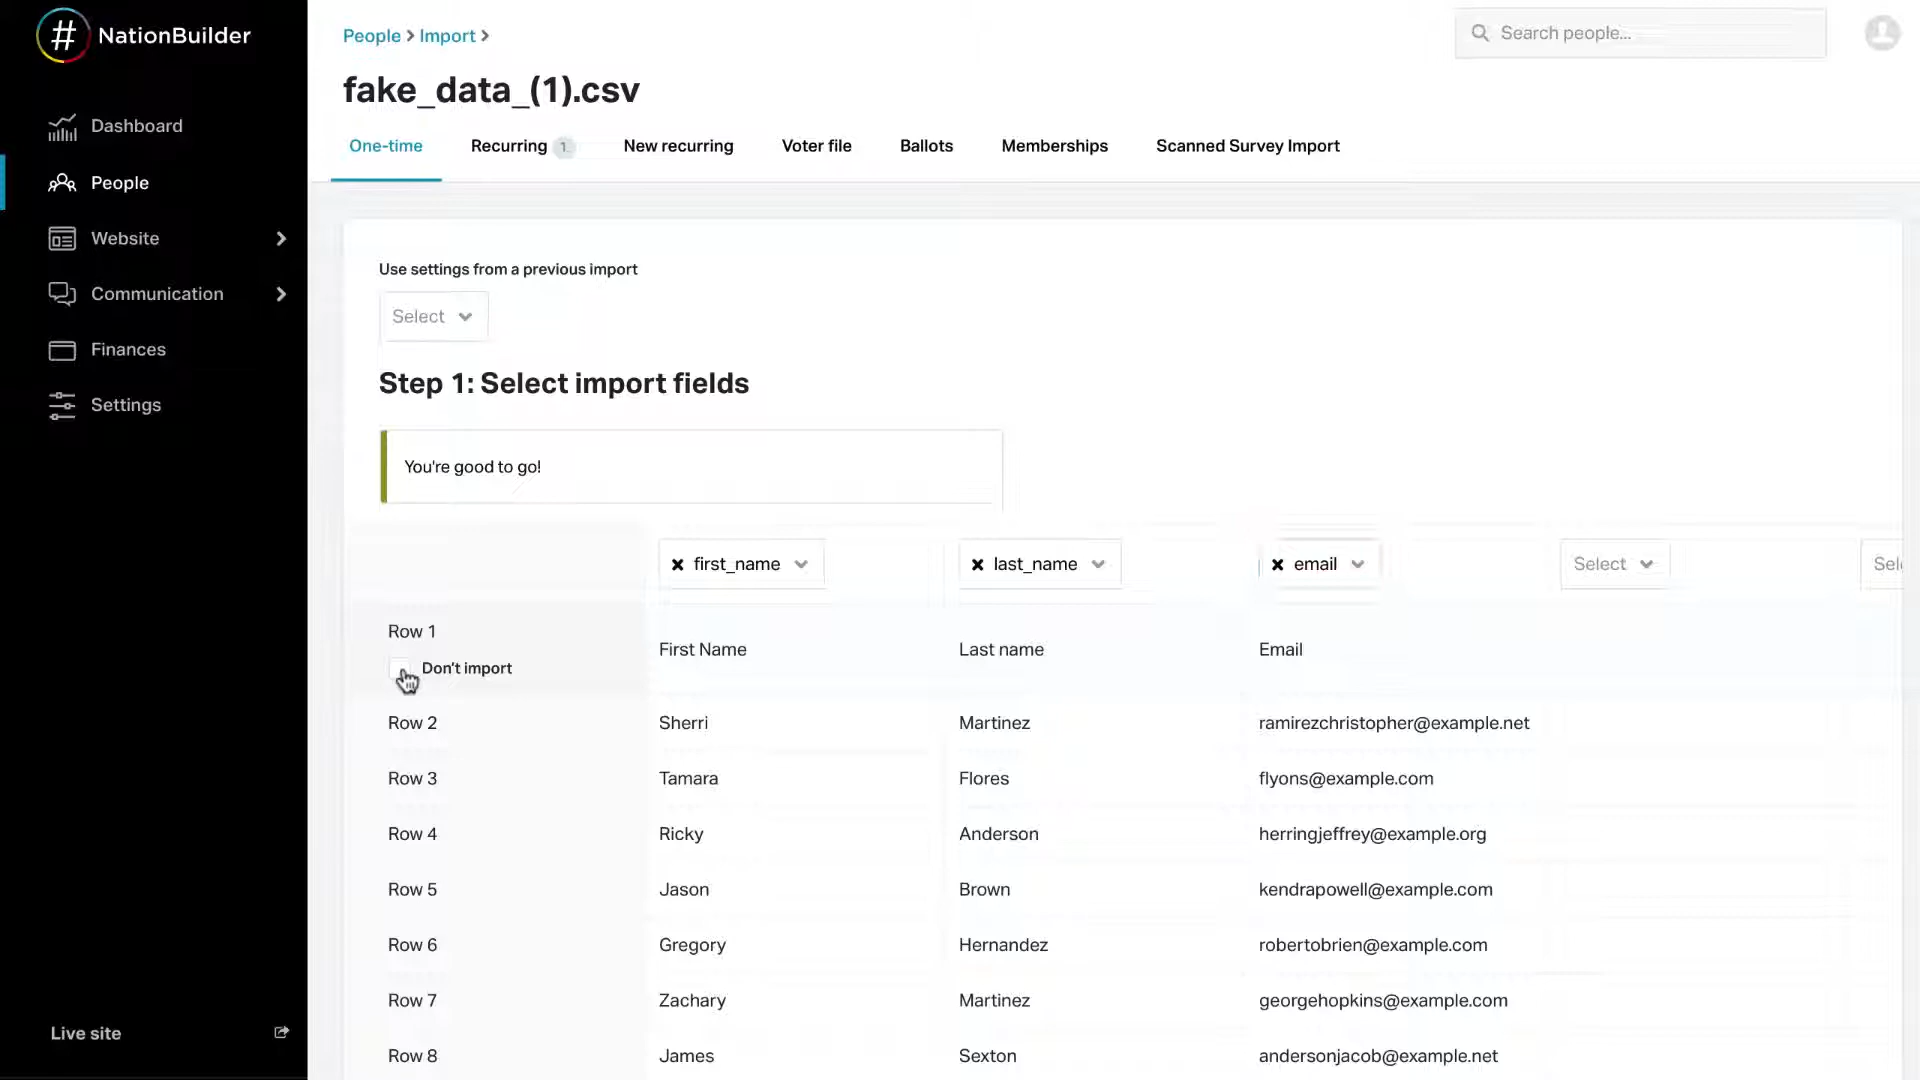 NationBuilder
People > Import >
Search people...
fake_data_(1).csv
One-time Recurring 1 New recurring Voter file Ballots Memberships Scanned Survey Import
Dashboard
People
Website
Communication
Finances
Settings
Live site
Use settings from a previous import
Select
Step 1: Select import fields
You're good to go!
first_name last_name email Select Sel
Row 1 First Name Last name Email
Don't import
Row 2 Sherri Martinez ramirezchristopher@example.net
Row 3 Tamara Flores flyons@example.com
Row 4 Ricky Anderson herringjeffrey@example.org
Row 5 Jason Brown kendrapowell@example.com
Row 6 Gregory Hernandez robertobrien@example.com
Row 7 Zachary Martinez georgehopkins@example.com
Row 8 James Sexton andersonjacob@example.net